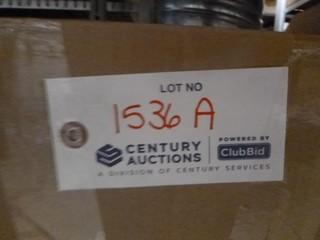 LOT NO
1536 A
CENTURY AUCTIONS
POWERED BY
ClubBid
A DIVISION OF CENTURY SERVICES